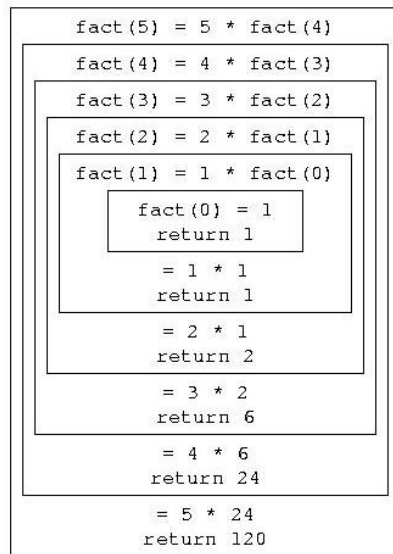 fact(5) = 5 * fact(4)
fact(4) = 4 * fact(3)
fact(3) = 3 * fact(2)
fact(2) = 2 * fact(1)
fact(1) = 1 * fact(0)
fact(0) = 1
return 1
= 1 * 1
return 1
= 2 * 1
return 2
= 3 * 2
return 6
= 4 * 6
return 24
= 5 * 24
return 120